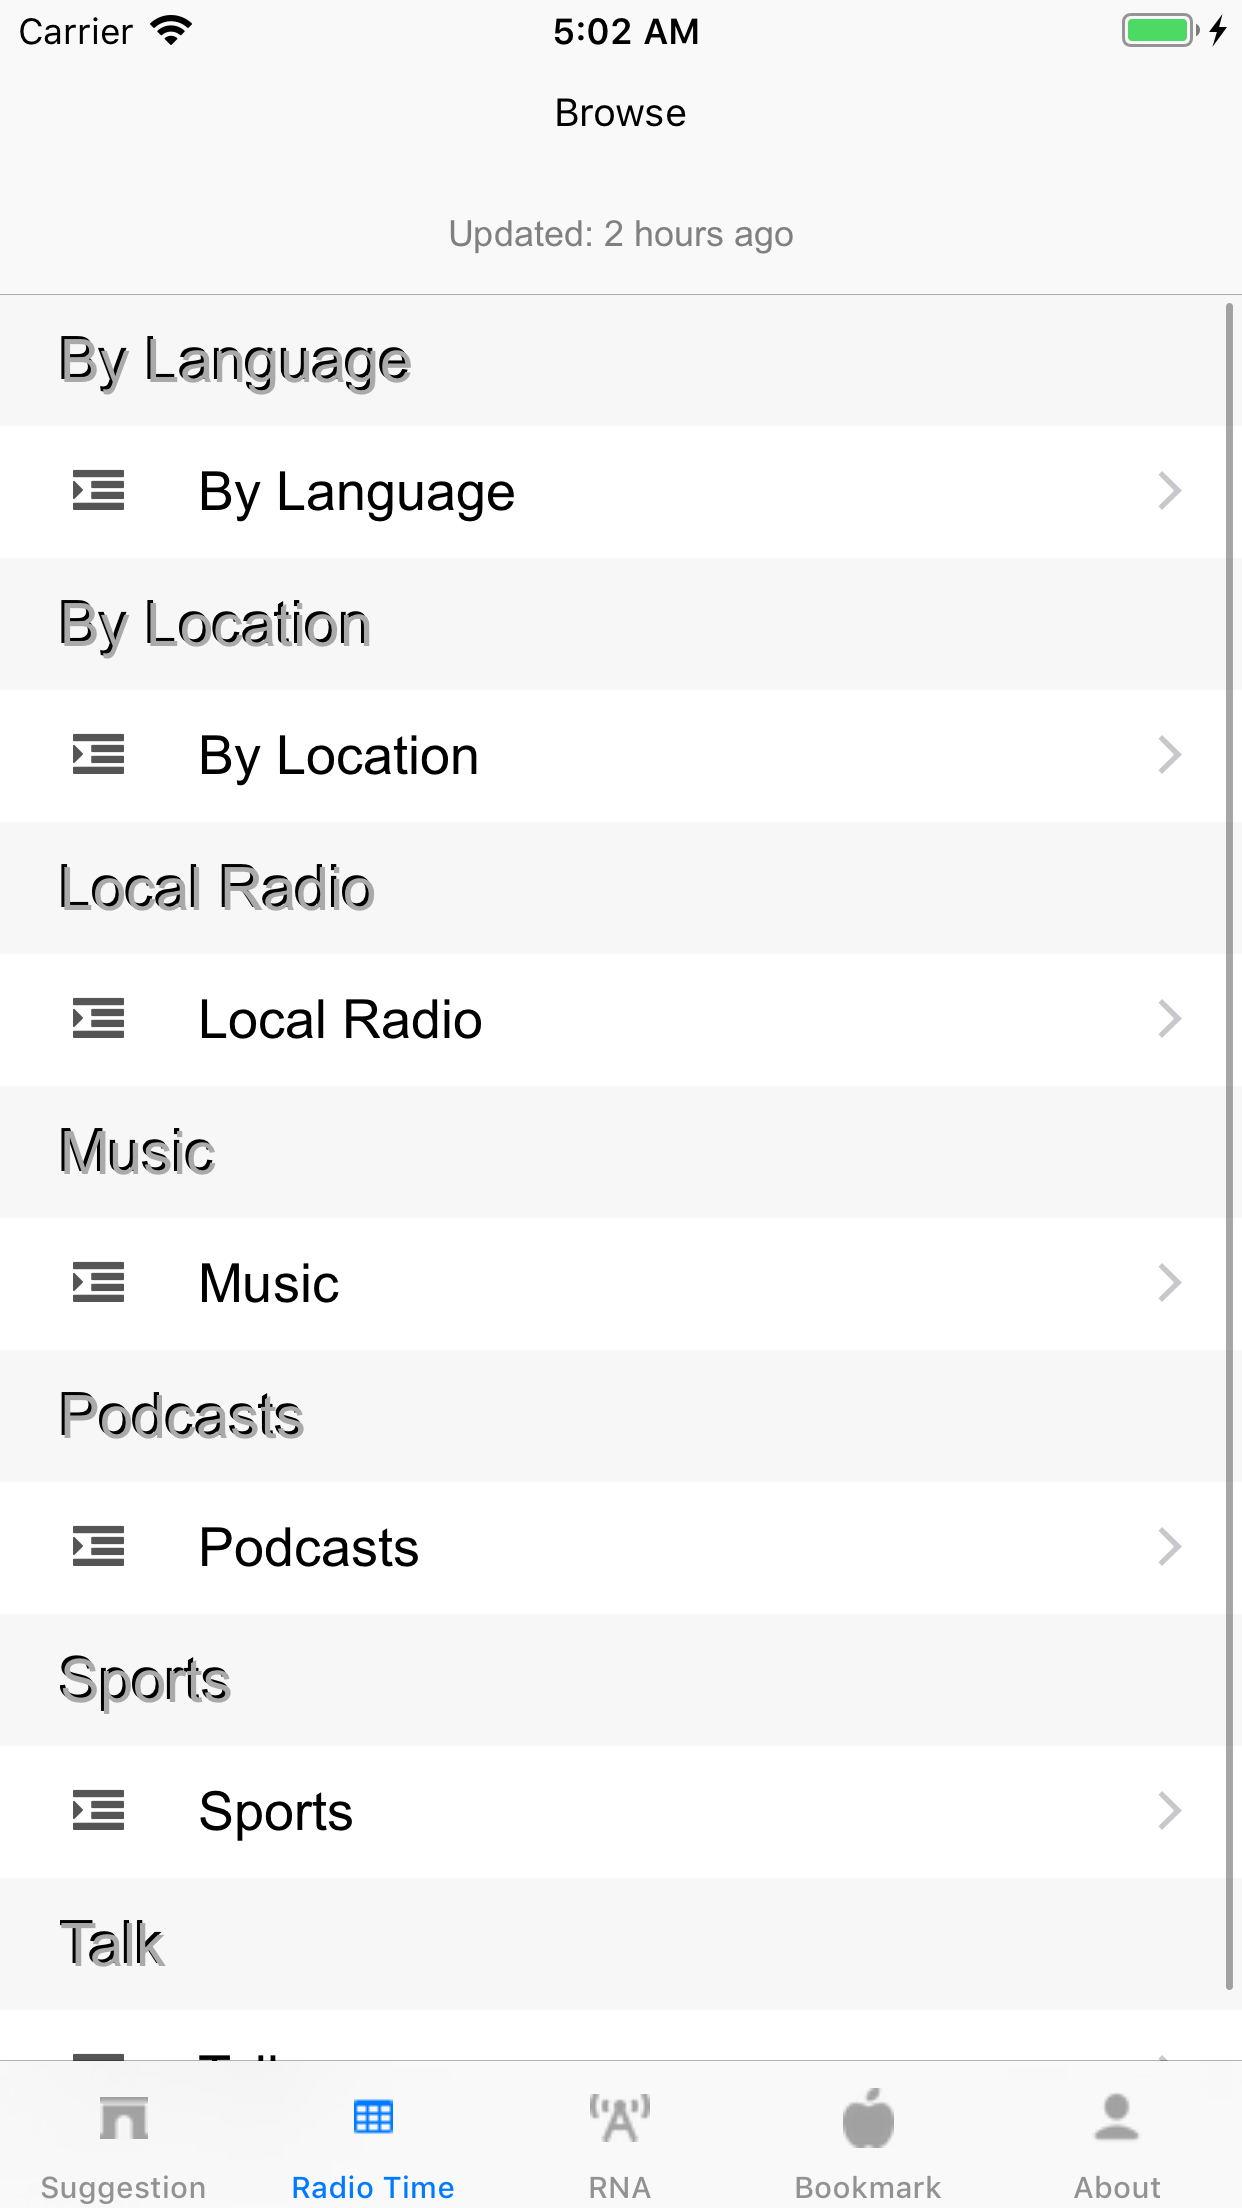 Carrier 5:02 AM
Browse
Updated: 2 hours ago
By Language
By Language
By Location
By Location
Local Radio
Local Radio
Music
Music
Podcasts
Podcasts
Sports
Sports
Talk
Suggestion Radio Time RNA Bookmark About